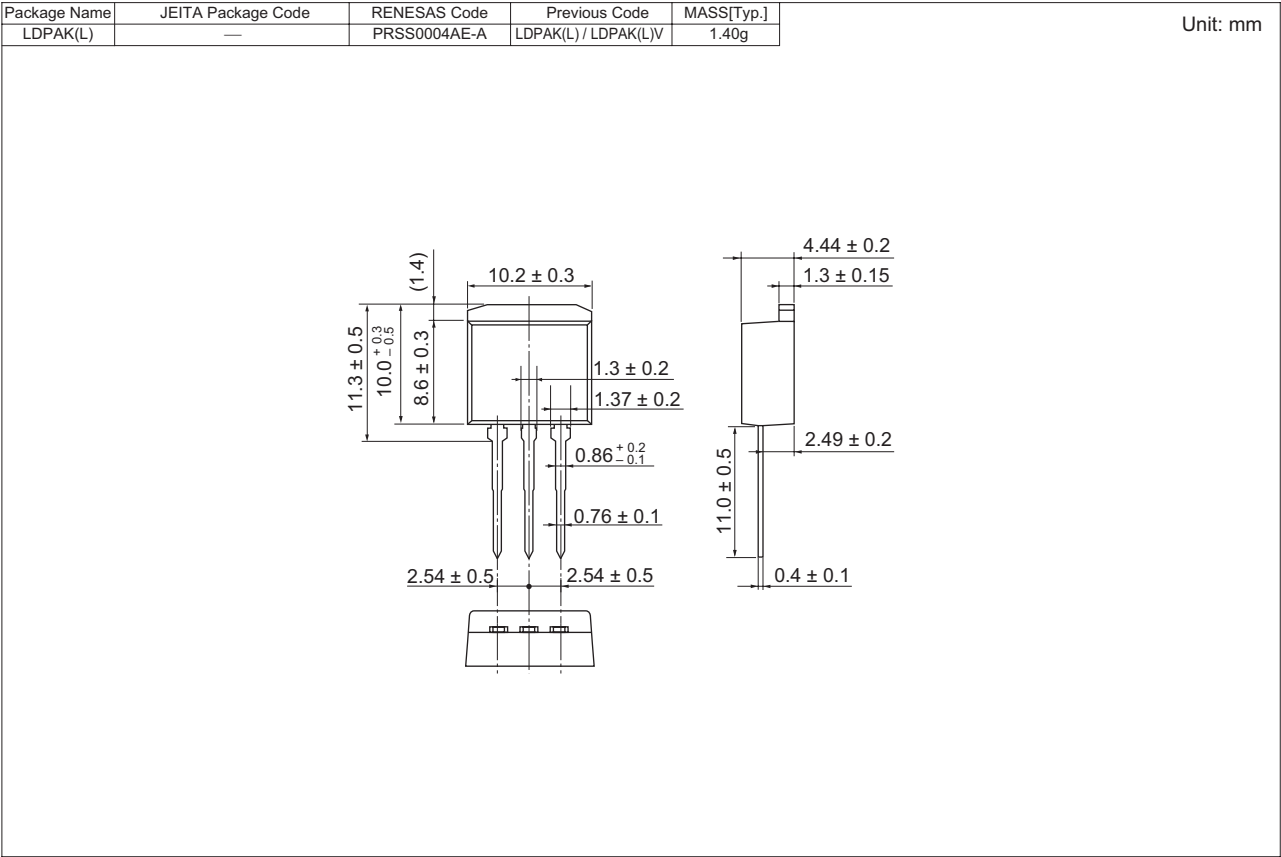 Package Name JEITA Package Code RENESAS Code Previous Code MASS[Typ.]
LDPAK(L) — PRSS0004AE-A LDPAK(L) / LDPAK(L)V 1.40g
Unit: mm
4.44 ± 0.2
(1.4)
10.2 ± 0.3
1.3 ± 0.15
11.3 ± 0.5
10.0 + 0.3 – 0.5
8.6 ± 0.3
1.3 ± 0.2
1.37 ± 0.2
2.49 ± 0.2
0.86 + 0.2 – 0.1
11.0 ± 0.5
0.76 ± 0.1
2.54 ± 0.5 2.54 ± 0.5
0.4 ± 0.1